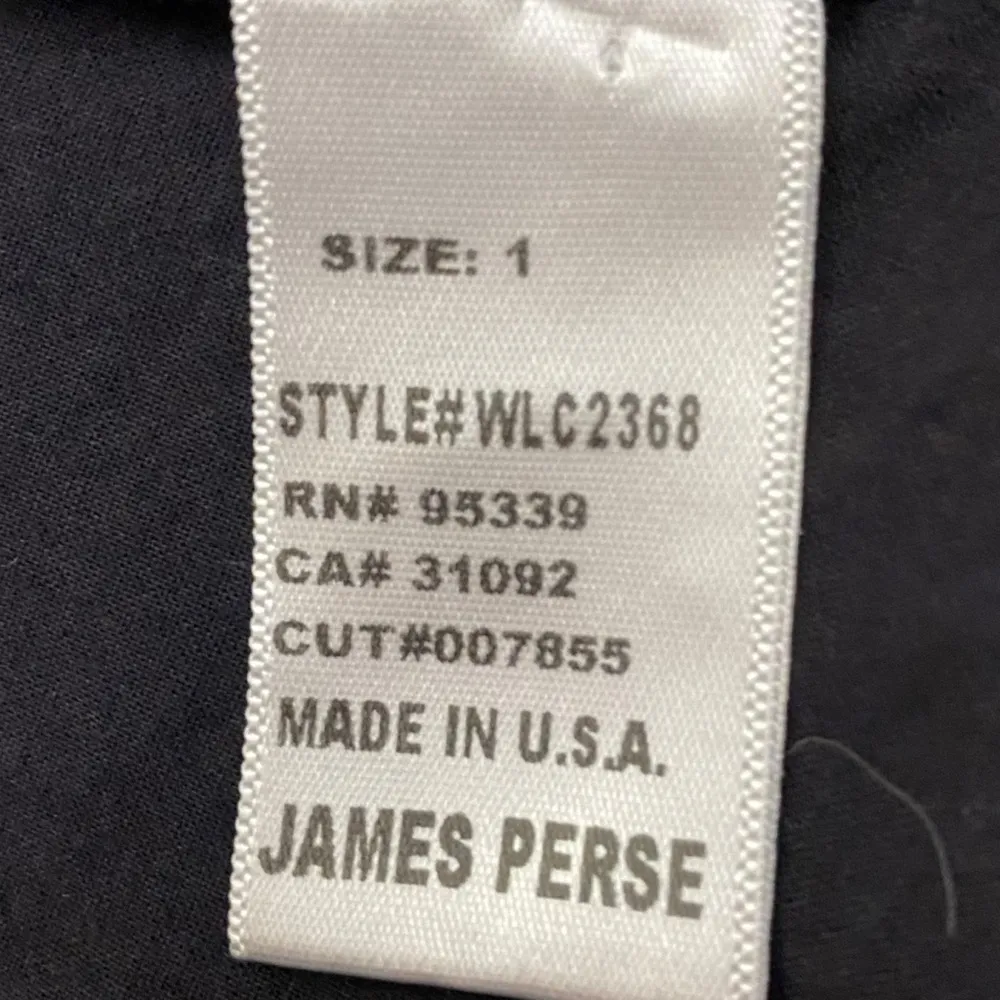 SIZE: 1
STYLE# WLC2368
RN# 95339
CA# 31092
CUT#007855
MADE IN U.S.A.
JAMES PERSE